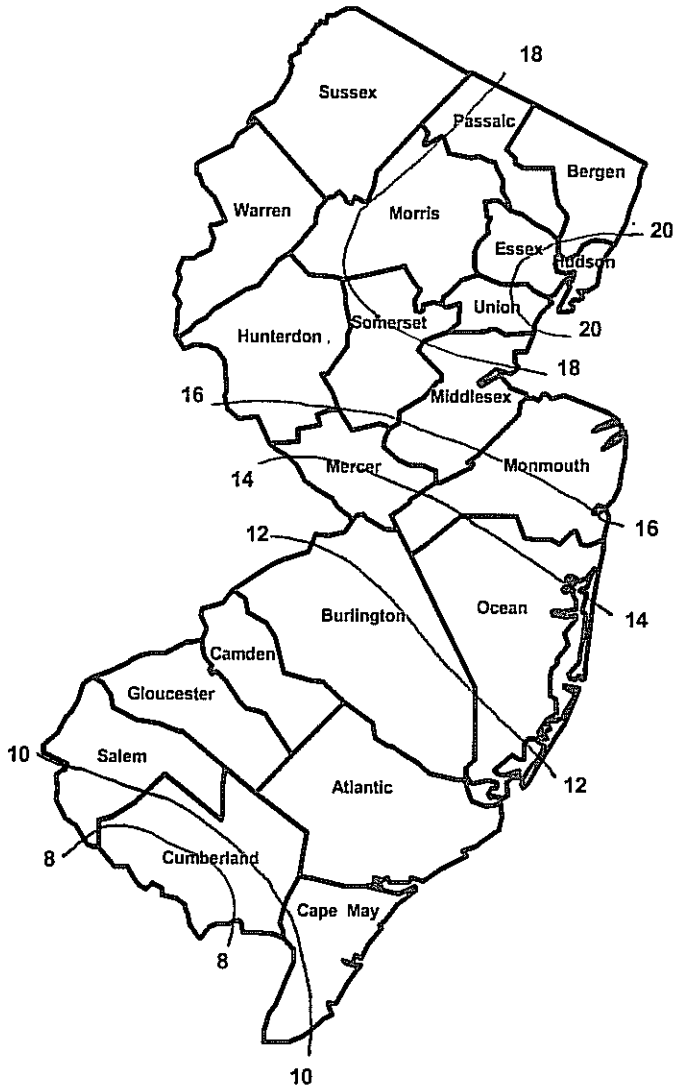 18
Sussex
Passaic
Bergen
Warren
Morris
20
Essex
Hudson
Union
Somerset
20
Hunterdon
18
16
Middlesex
14
Mercer
Monmouth
16
12
Burlington
Ocean
14
Camden
Gloucester
10
Salem
Atlantic
12
8
Cumberland
Cape May
8
10